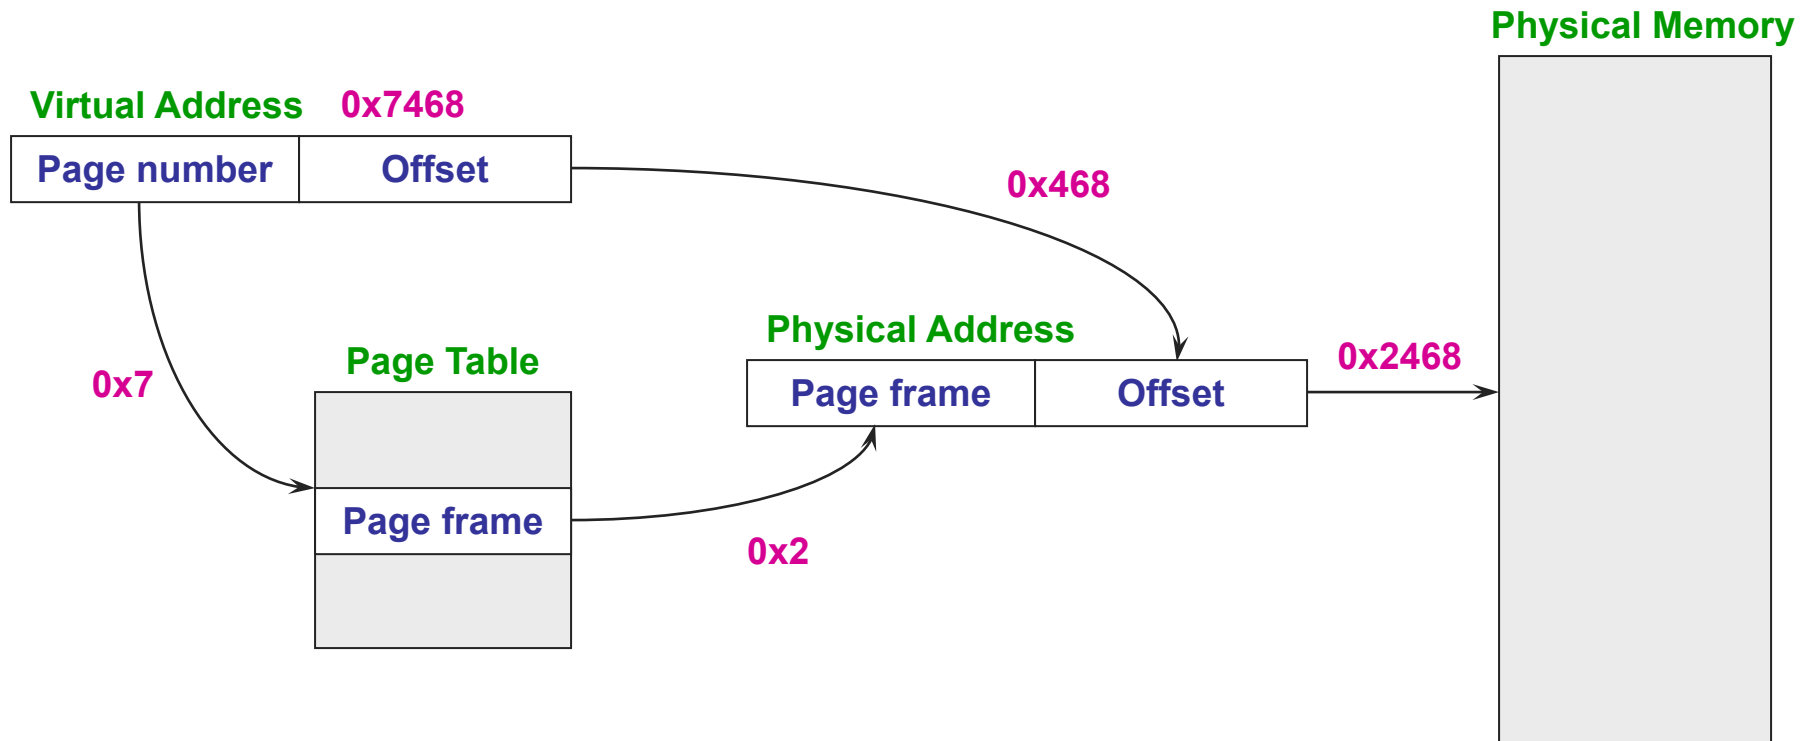 Physical Memory
Virtual Address 0x7468
Page number Offset
0x468
Physical Address
Page Table
0x7
Page frame Offset
0x2468
Page frame
0x2